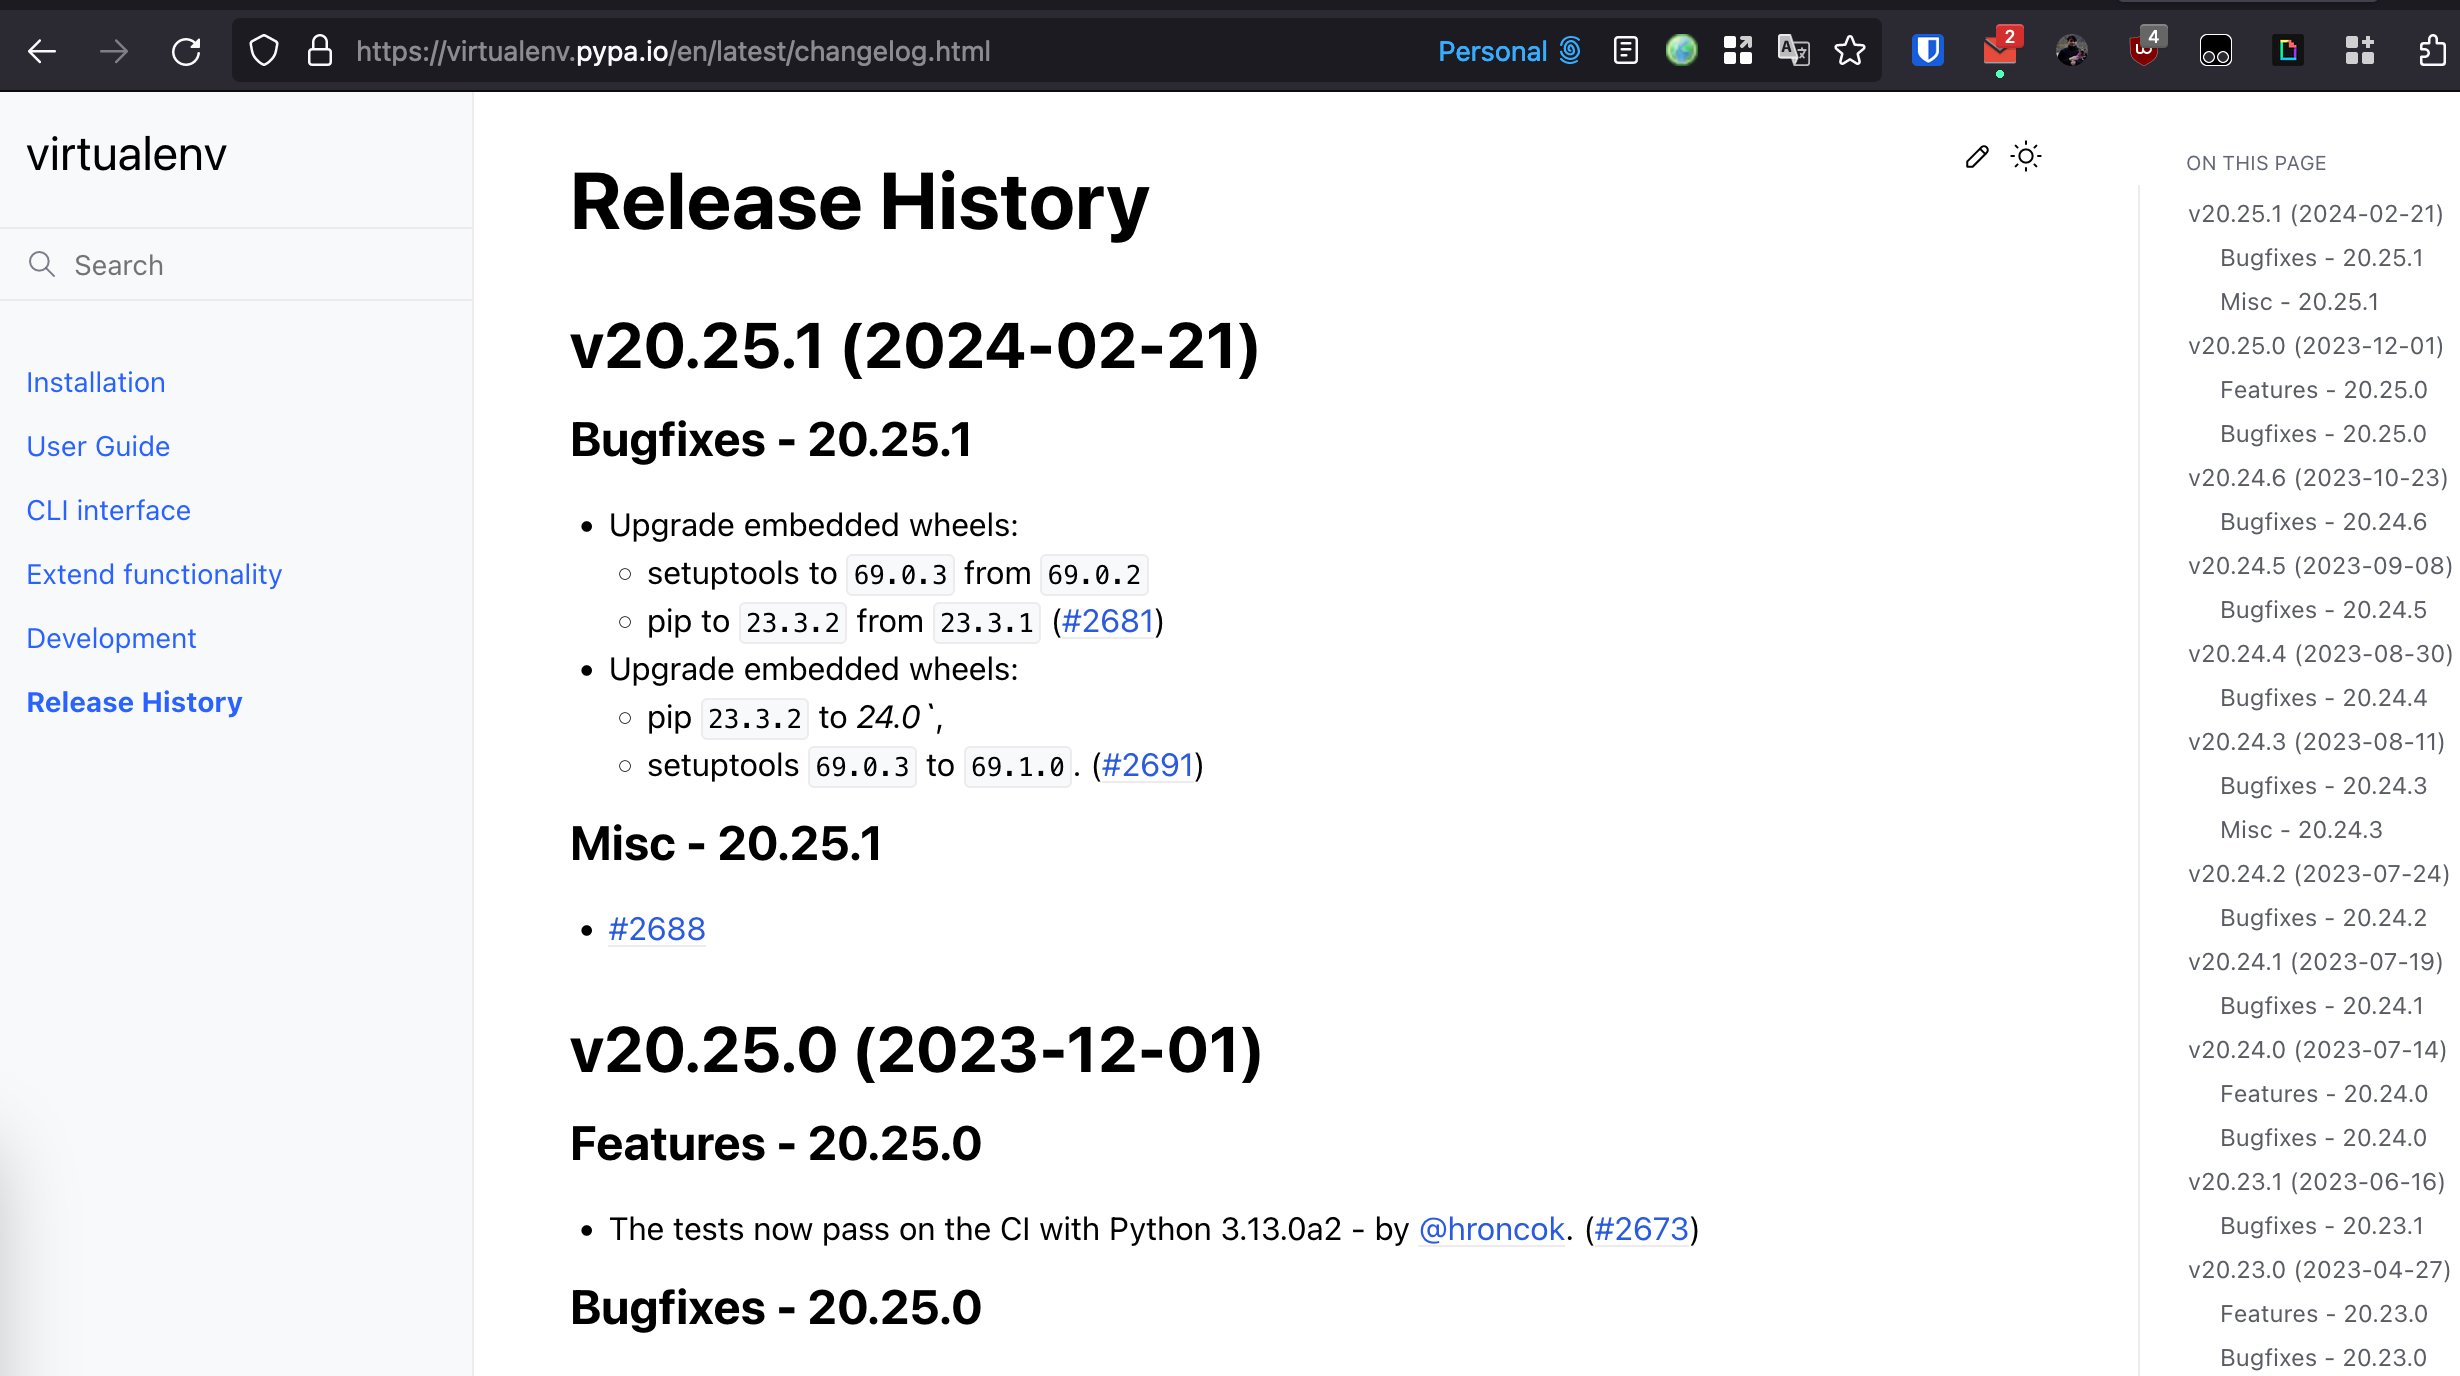 https://virtualenv.pypa.io/en/latest/changelog.html
Personal
2
4
virtualenv
Search
Installation
User Guide
CLI interface
Extend functionality
Development
Release History
Release History
v20.25.1 (2024-02-21)
Bugfixes - 20.25.1
• Upgrade embedded wheels:
◦ setuptools to 69.0.3 from 69.0.2
◦ pip to 23.3.2 from 23.3.1 (#2681)
• Upgrade embedded wheels:
◦ pip 23.3.2 to 24.0`,
◦ setuptools 69.0.3 to 69.1.0. (#2691)
Misc - 20.25.1
• #2688
v20.25.0 (2023-12-01)
Features - 20.25.0
• The tests now pass on the CI with Python 3.13.0a2 - by @hroncok. (#2673)
Bugfixes - 20.25.0
ON THIS PAGE
v20.25.1 (2024-02-21)
Bugfixes - 20.25.1
Misc - 20.25.1
v20.25.0 (2023-12-01)
Features - 20.25.0
Bugfixes - 20.25.0
v20.24.6 (2023-10-23)
Bugfixes - 20.24.6
v20.24.5 (2023-09-08)
Bugfixes - 20.24.5
v20.24.4 (2023-08-30)
Bugfixes - 20.24.4
v20.24.3 (2023-08-11)
Bugfixes - 20.24.3
Misc - 20.24.3
v20.24.2 (2023-07-24)
Bugfixes - 20.24.2
v20.24.1 (2023-07-19)
Bugfixes - 20.24.1
v20.24.0 (2023-07-14)
Features - 20.24.0
Bugfixes - 20.24.0
v20.23.1 (2023-06-16)
Bugfixes - 20.23.1
v20.23.0 (2023-04-27)
Features - 20.23.0
Bugfixes - 20.23.0